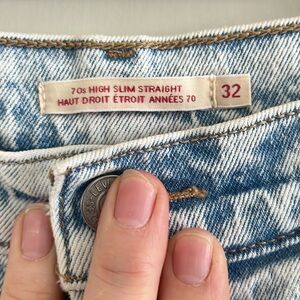 70s HIGH SLIM STRAIGHT
HAUT DROIT ÉTROIT ANNÉES 70
32